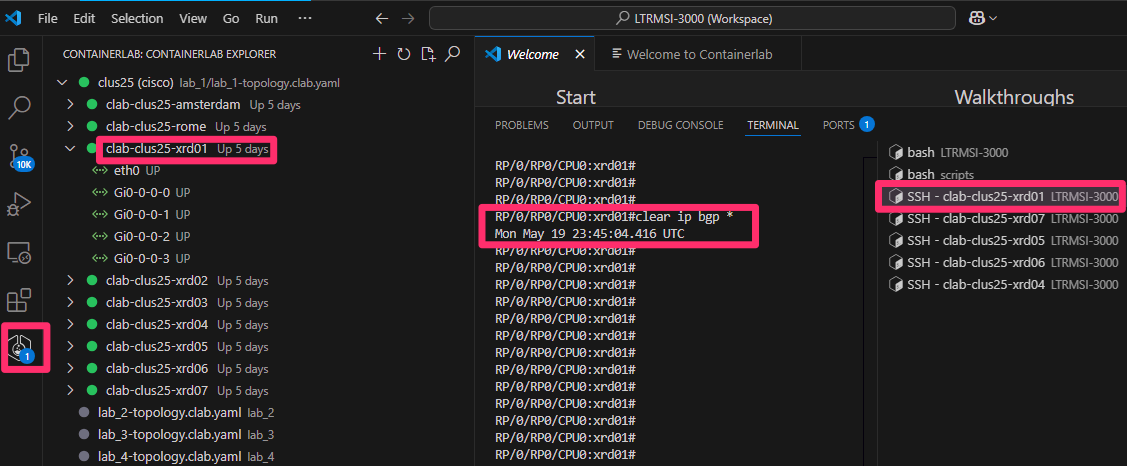 File Edit Selection View Go Run ··· LTRMSI-3000 (Workspace)
CONTAINERLAB: CONTAINERLAB EXPLORER
clus25 (cisco) lab_1/lab_1-topology.clab.yaml
clab-clus25-amsterdam Up 5 days
clab-clus25-rome Up 5 days
clab-clus25-xrd01 Up 5 days
eth0 UP
Gi0-0-0-0 UP
Gi0-0-0-1 UP
Gi0-0-0-2 UP
Gi0-0-0-3 UP
clab-clus25-xrd02 Up 5 days
clab-clus25-xrd03 Up 5 days
clab-clus25-xrd04 Up 5 days
clab-clus25-xrd05 Up 5 days
clab-clus25-xrd06 Up 5 days
clab-clus25-xrd07 Up 5 days
lab_2-topology.clab.yaml lab_2
lab_3-topology.clab.yaml lab_3
lab_4-topology.clab.yaml lab_4
10K
1
Welcome
Welcome to Containerlab
Start
Walkthroughs
PROBLEMS OUTPUT DEBUG CONSOLE TERMINAL PORTS 1
RP/0/RP0/CPU0:xrd01#
RP/0/RP0/CPU0:xrd01#
RP/0/RP0/CPU0:xrd01#
RP/0/RP0/CPU0:xrd01#clear ip bgp *
Mon May 19 23:45:04.416 UTC
RP/0/RP0/CPU0:xrd01#
RP/0/RP0/CPU0:xrd01#
RP/0/RP0/CPU0:xrd01#
RP/0/RP0/CPU0:xrd01#
RP/0/RP0/CPU0:xrd01#
RP/0/RP0/CPU0:xrd01#
RP/0/RP0/CPU0:xrd01#
RP/0/RP0/CPU0:xrd01#
RP/0/RP0/CPU0:xrd01#
RP/0/RP0/CPU0:xrd01#
RP/0/RP0/CPU0:xrd01#
RP/0/RP0/CPU0:xrd01#
RP/0/RP0/CPU0:xrd01#
bash LTRMSI-3000
bash scripts
SSH - clab-clus25-xrd01 LTRMSI-3000
SSH - clab-clus25-xrd07 LTRMSI-3000
SSH - clab-clus25-xrd05 LTRMSI-3000
SSH - clab-clus25-xrd06 LTRMSI-3000
SSH - clab-clus25-xrd04 LTRMSI-3000